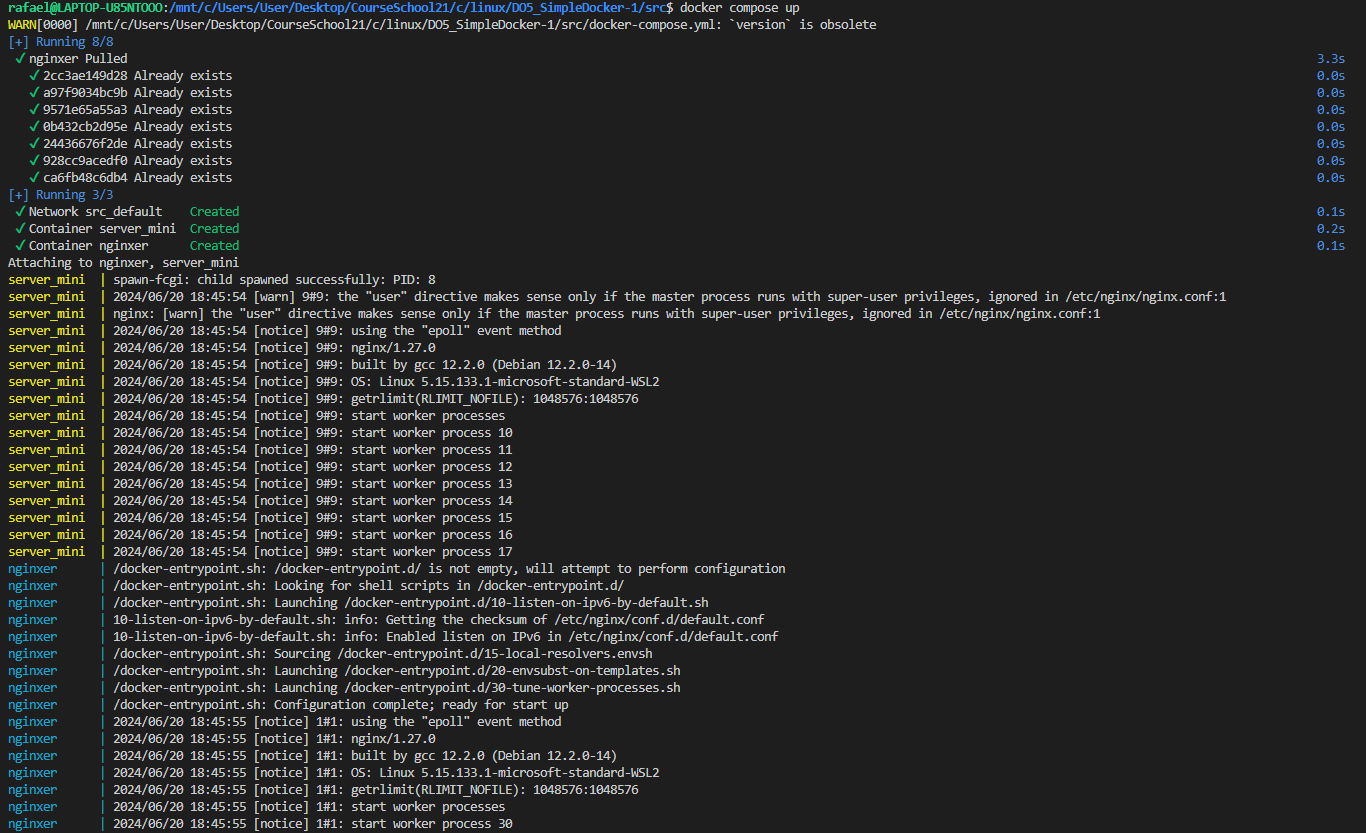 rafael@LAPTOP-U85NTOOO:/mnt/c/Users/User/Desktop/CourseSchool21/c/linux/DO5_SimpleDocker-1/src$ docker compose up
WARN[0000] /mnt/c/Users/User/Desktop/CourseSchool21/c/linux/DO5_SimpleDocker-1/src/docker-compose.yml: `version` is obsolete
[+] Running 8/8
✓ nginxer Pulled 3.3s
✓ 2cc3ae149d28 Already exists 0.0s
✓ a97f9034bc9b Already exists 0.0s
✓ 9571e65a55a3 Already exists 0.0s
✓ 0b432cb2d95e Already exists 0.0s
✓ 24436676f2de Already exists 0.0s
✓ 928cc9acedf0 Already exists 0.0s
✓ ca6fb48c6db4 Already exists 0.0s
[+] Running 3/3
✓ Network src_default Created 0.1s
✓ Container server_mini Created 0.2s
✓ Container nginxer Created 0.1s
Attaching to nginxer, server_mini
server_mini | spawn-fcgi: child spawned successfully: PID: 8
server_mini | 2024/06/20 18:45:54 [warn] 9#9: the "user" directive makes sense only if the master process runs with super-user privileges, ignored in /etc/nginx/nginx.conf:1
server_mini | nginx: [warn] the "user" directive makes sense only if the master process runs with super-user privileges, ignored in /etc/nginx/nginx.conf:1
server_mini | 2024/06/20 18:45:54 [notice] 9#9: using the "epoll" event method
server_mini | 2024/06/20 18:45:54 [notice] 9#9: nginx/1.27.0
server_mini | 2024/06/20 18:45:54 [notice] 9#9: built by gcc 12.2.0 (Debian 12.2.0-14)
server_mini | 2024/06/20 18:45:54 [notice] 9#9: OS: Linux 5.15.133.1-microsoft-standard-WSL2
server_mini | 2024/06/20 18:45:54 [notice] 9#9: getrlimit(RLIMIT_NOFILE): 1048576:1048576
server_mini | 2024/06/20 18:45:54 [notice] 9#9: start worker processes
server_mini | 2024/06/20 18:45:54 [notice] 9#9: start worker process 10
server_mini | 2024/06/20 18:45:54 [notice] 9#9: start worker process 11
server_mini | 2024/06/20 18:45:54 [notice] 9#9: start worker process 12
server_mini | 2024/06/20 18:45:54 [notice] 9#9: start worker process 13
server_mini | 2024/06/20 18:45:54 [notice] 9#9: start worker process 14
server_mini | 2024/06/20 18:45:54 [notice] 9#9: start worker process 15
server_mini | 2024/06/20 18:45:54 [notice] 9#9: start worker process 16
server_mini | 2024/06/20 18:45:54 [notice] 9#9: start worker process 17
nginxer | /docker-entrypoint.sh: /docker-entrypoint.d/ is not empty, will attempt to perform configuration
nginxer | /docker-entrypoint.sh: Looking for shell scripts in /docker-entrypoint.d/
nginxer | /docker-entrypoint.sh: Launching /docker-entrypoint.d/10-listen-on-ipv6-by-default.sh
nginxer | 10-listen-on-ipv6-by-default.sh: info: Getting the checksum of /etc/nginx/conf.d/default.conf
nginxer | 10-listen-on-ipv6-by-default.sh: info: Enabled listen on IPv6 in /etc/nginx/conf.d/default.conf
nginxer | /docker-entrypoint.sh: Sourcing /docker-entrypoint.d/15-local-resolvers.envsh
nginxer | /docker-entrypoint.sh: Launching /docker-entrypoint.d/20-envsubst-on-templates.sh
nginxer | /docker-entrypoint.sh: Launching /docker-entrypoint.d/30-tune-worker-processes.sh
nginxer | /docker-entrypoint.sh: Configuration complete; ready for start up
nginxer | 2024/06/20 18:45:55 [notice] 1#1: using the "epoll" event method
nginxer | 2024/06/20 18:45:55 [notice] 1#1: nginx/1.27.0
nginxer | 2024/06/20 18:45:55 [notice] 1#1: built by gcc 12.2.0 (Debian 12.2.0-14)
nginxer | 2024/06/20 18:45:55 [notice] 1#1: OS: Linux 5.15.133.1-microsoft-standard-WSL2
nginxer | 2024/06/20 18:45:55 [notice] 1#1: getrlimit(RLIMIT_NOFILE): 1048576:1048576
nginxer | 2024/06/20 18:45:55 [notice] 1#1: start worker processes
nginxer | 2024/06/20 18:45:55 [notice] 1#1: start worker process 30